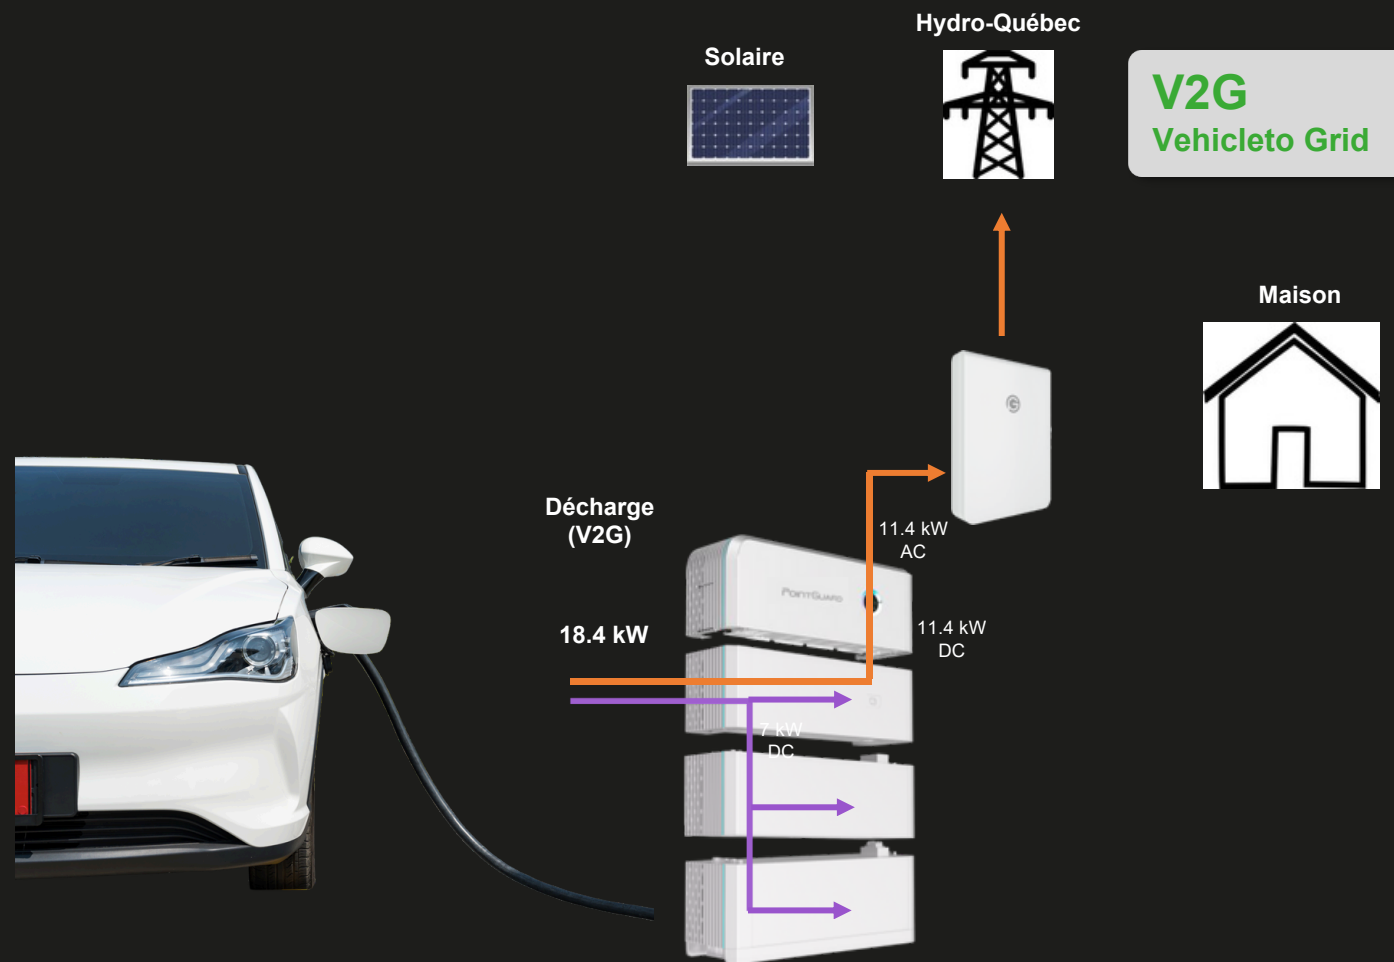 Hydro-Québec
Solaire
V2G
Vehicleto Grid
Maison
Décharge
(V2G)
11.4 kW
AC
POINTGUARD
18.4 kW
11.4 kW
DC
7 kW
DC